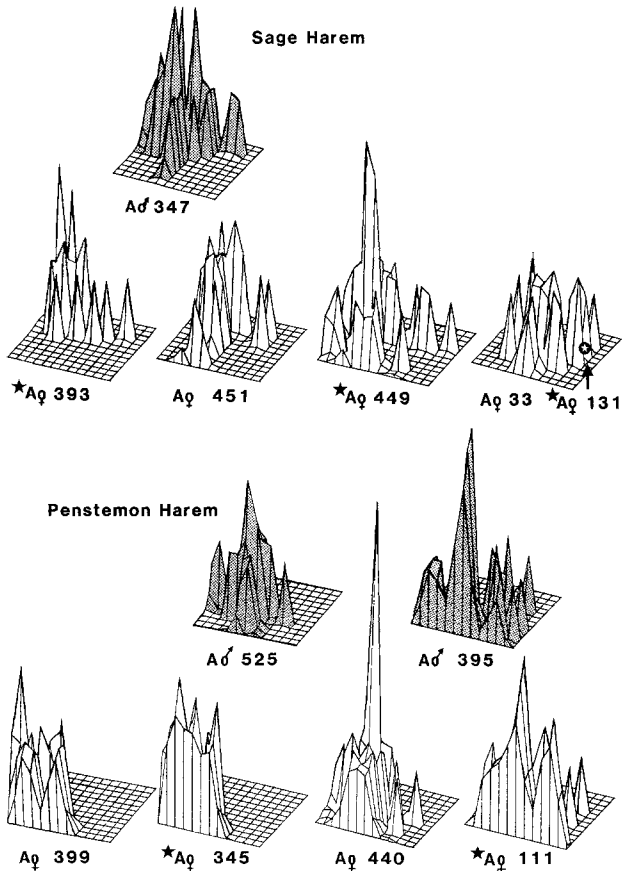 Sage Harem
A♂ 347
★A♀ 393
A♀ 451
★A♀ 449
A♀ 33 ★A♀ 131
Penstemon Harem
A♂ 525
A♂ 395
A♀ 399
★A♀ 345
A♀ 440
★A♀ 111